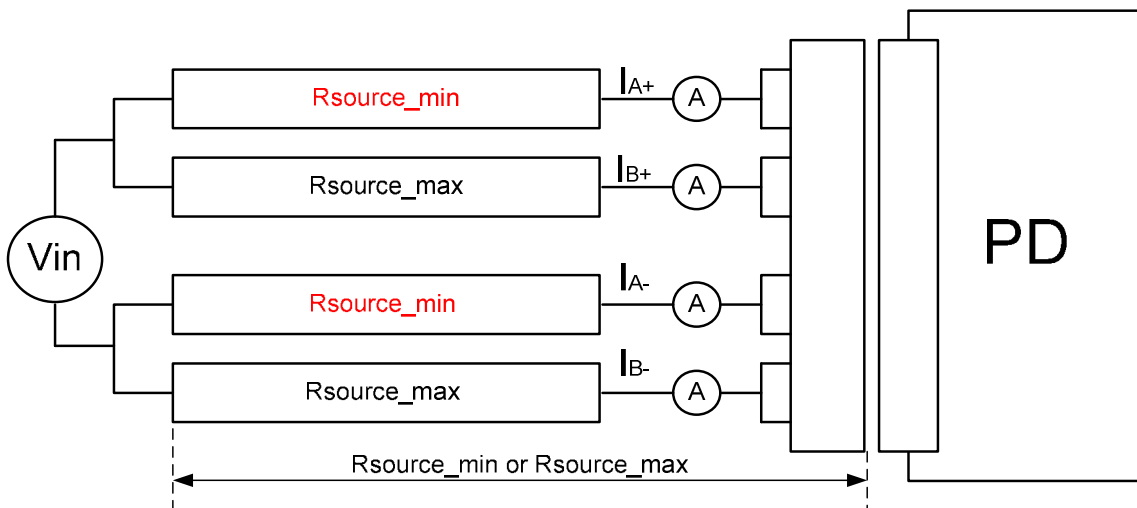 Rsource_min
IA+
A
Rsource_max
IB+
A
Vin
PD
Rsource_min
IA-
A
Rsource_max
IB-
A
Rsource_min or Rsource_max